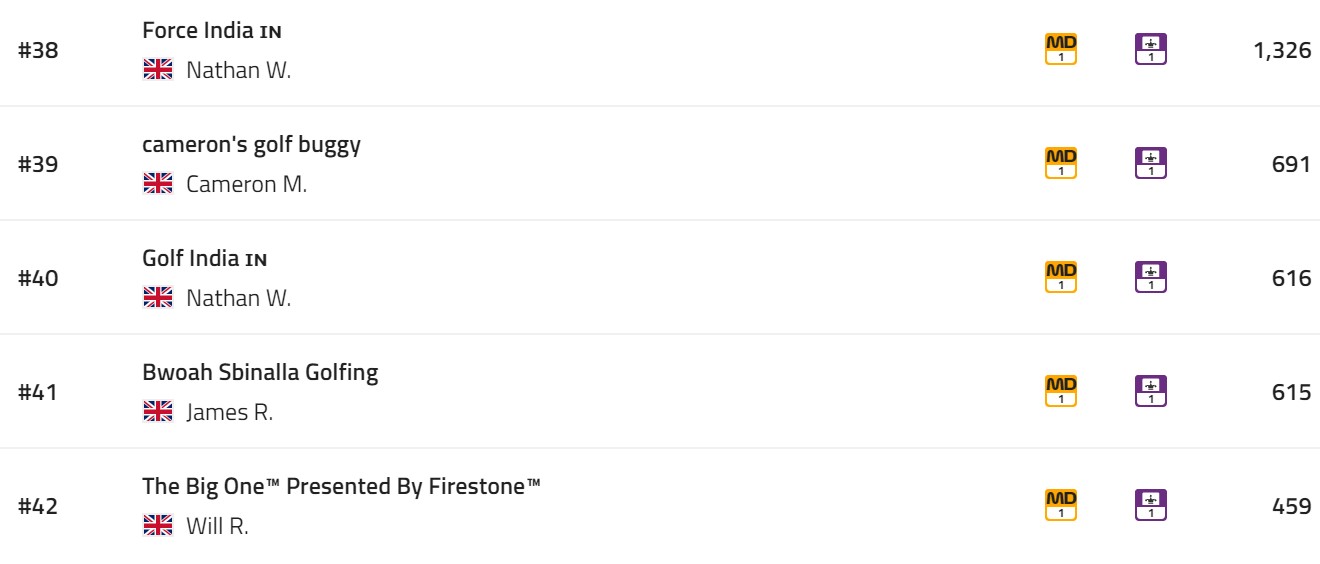 #38
Force India IN
Nathan W.
MD
1
1
1,326
#39
cameron's golf buggy
Cameron M.
MD
1
1
691
#40
Golf India IN
Nathan W.
MD
1
1
616
#41
Bwoah Sbinalla Golfing
James R.
MD
1
1
615
#42
The Big One™ Presented By Firestone™
Will R.
MD
1
1
459